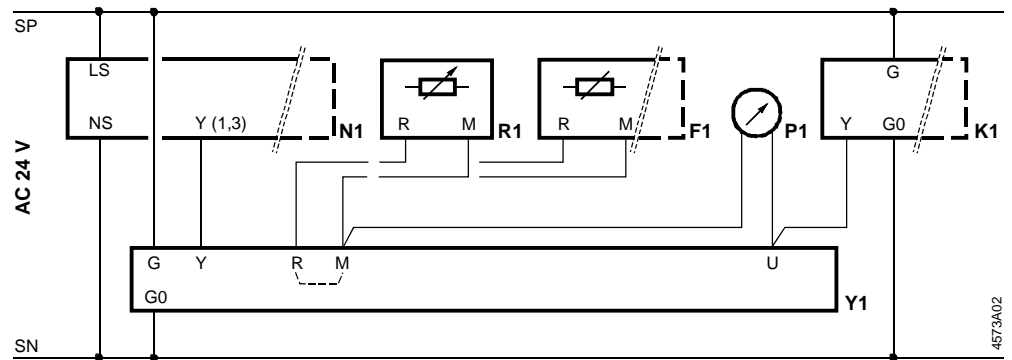 SP
LS
G
NS
Y (1,3)
N1
R
M
R1
R
M
F1
P1
Y
G0
K1
AC 24 V
G
Y
R
M
U
G0
Y1
SN
4573A02